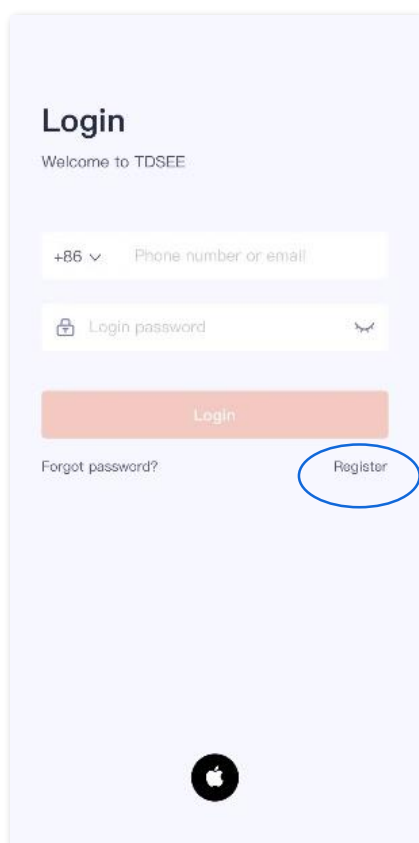 Login
Welcome to TDSEE
+86 Phone number or email
Login password
Login
Forgot password? Register